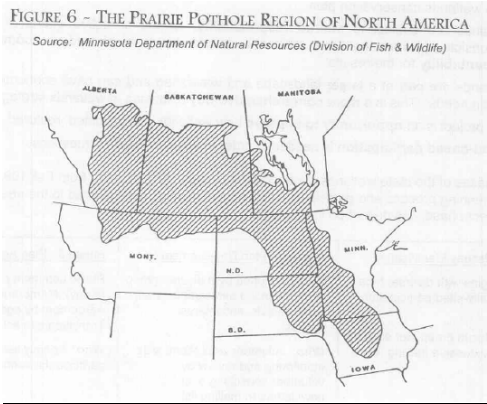 FIGURE 6 - THE PRAIRIE POTHOLE REGION OF NORTH AMERICA
Source: Minnesota Department of Natural Resources (Division of Fish & Wildlife)
ALBERTA
SASKATCHEWAN
MANITOBA
MONT.
N.D.
MINN.
S.D.
IOWA